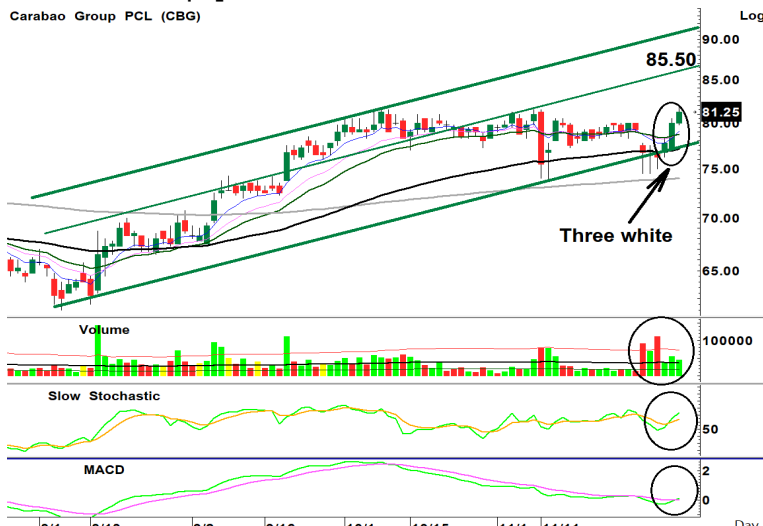 Carabao Group PCL (CBG)
Log
90.00
85.50
85.00
81.25
80.00
75.00
70.00
Three white
65.00
Volume
100000
Slow Stochastic
50
MACD
2
0
Day